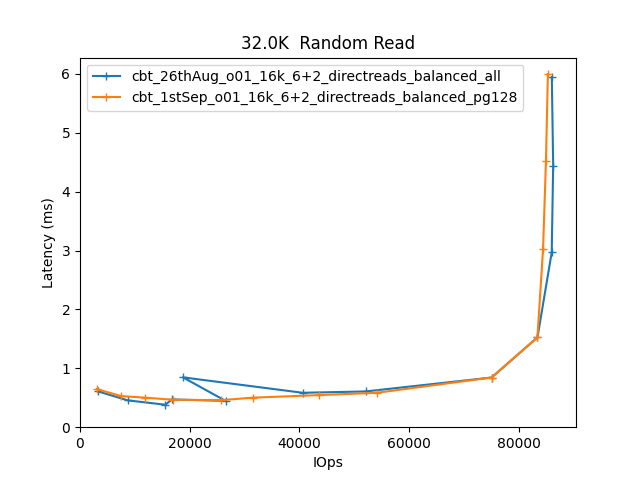 32.0K  Random Read
cbt_26thAug_o01_16k_6+2_directreads_balanced_all
cbt_1stSep_o01_16k_6+2_directreads_balanced_pg128
Latency (ms)
6
5
4
3
2
1
0
0 20000 40000 60000 80000
IOps